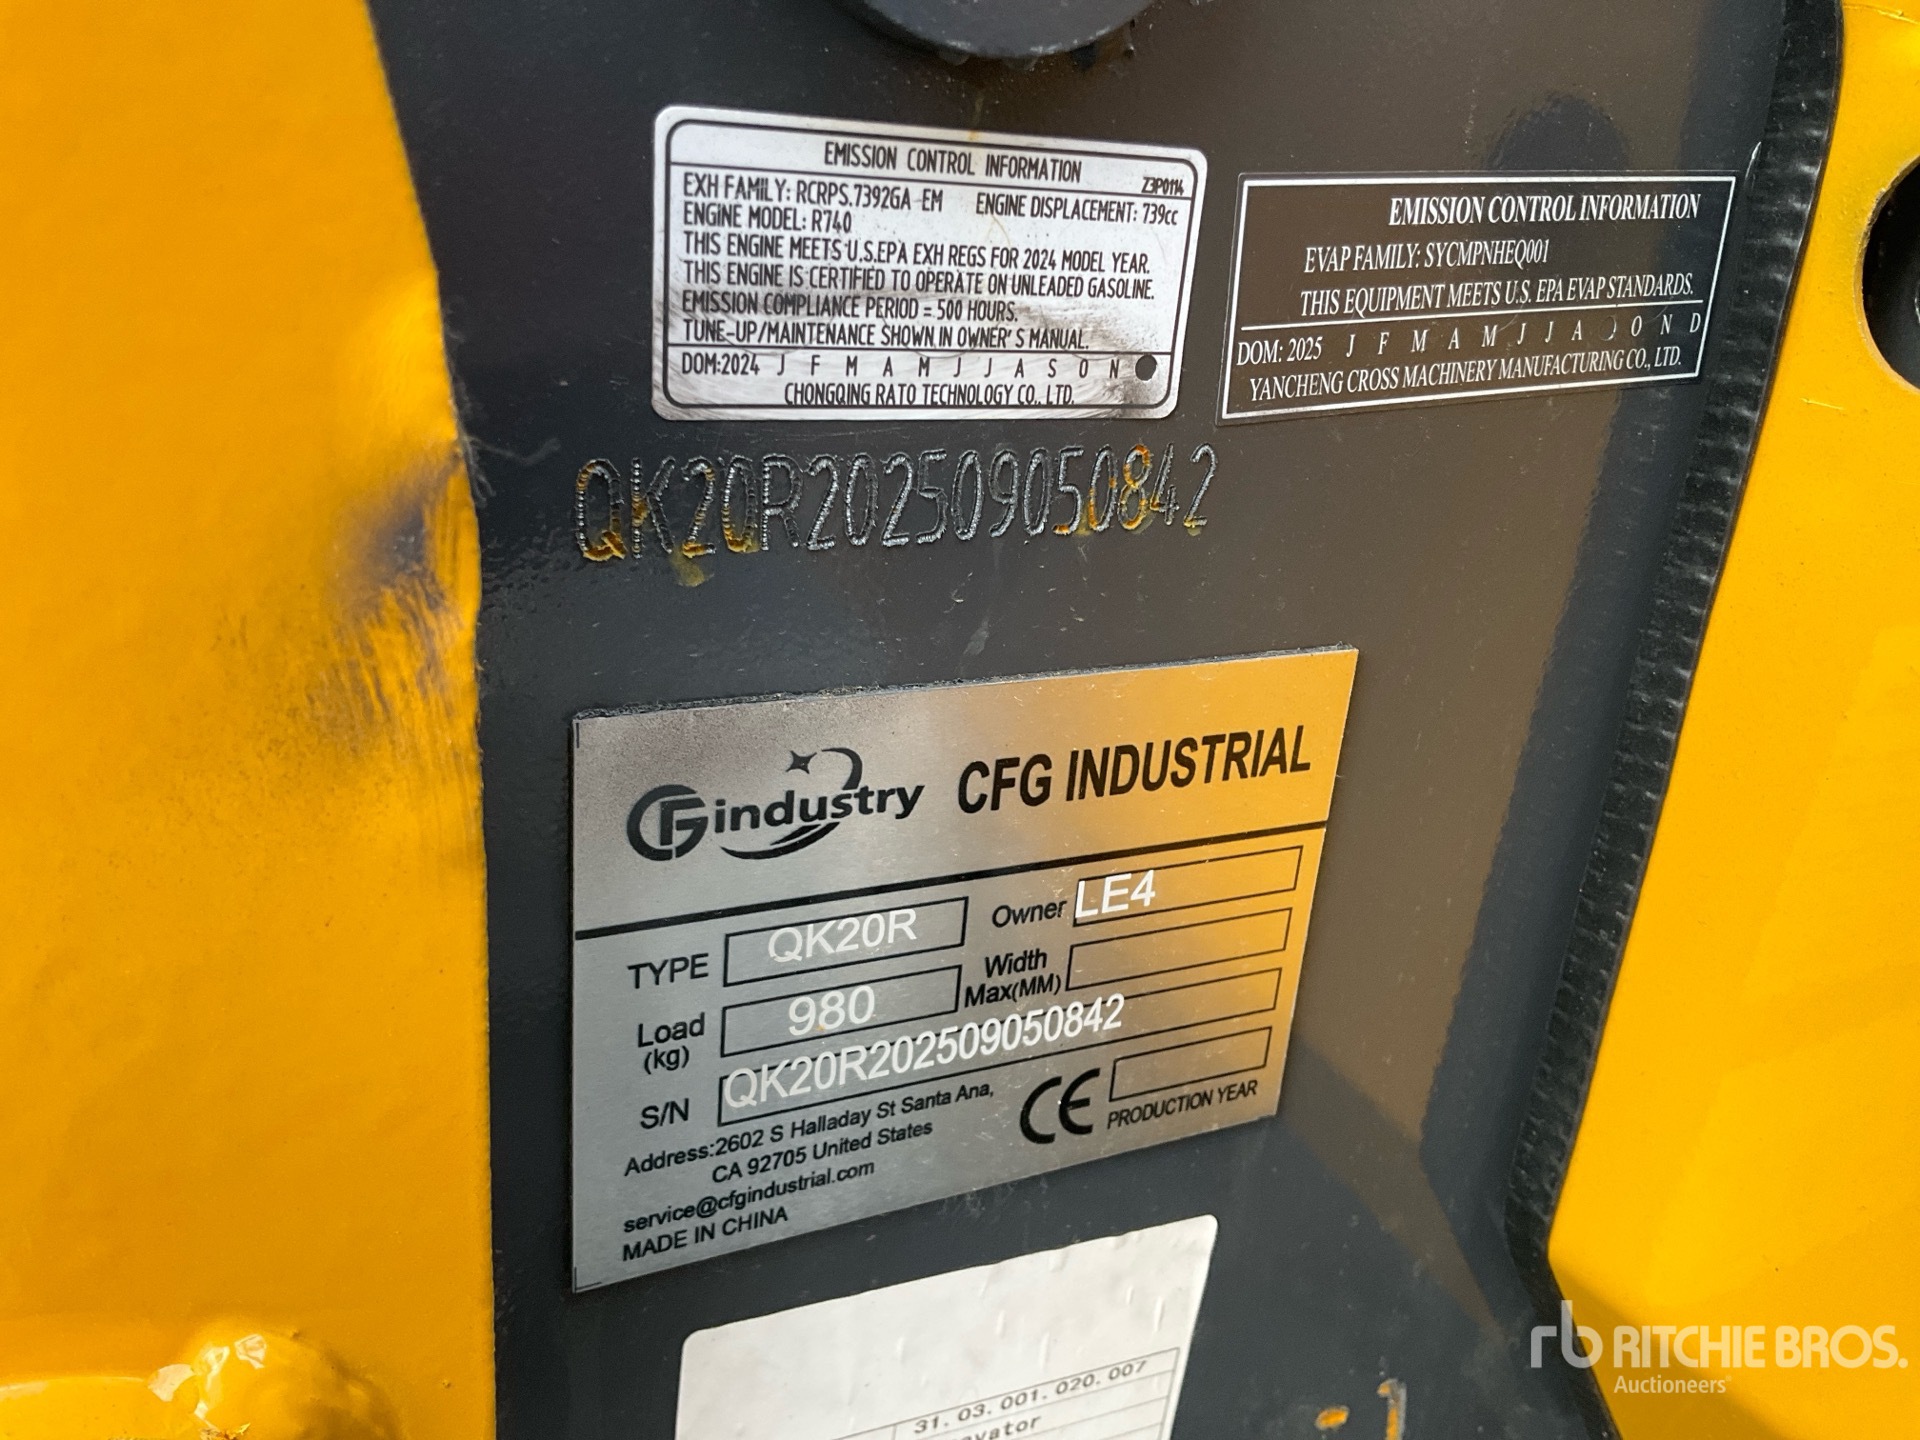 EMISSION CONTROL INFORMATION
Z3P0114
EXH FAMILY: RCRPS.7392GA EM ENGINE DISPLACEMENT: 739cc
ENGINE MODEL: R740
THIS ENGINE MEETS U.S.EPA EXH REGS FOR 2024 MODEL YEAR.
THIS ENGINE IS CERTIFIED TO OPERATE ON UNLEADED GASOLINE.
EMISSION COMPLIANCE PERIOD = 500 HOURS.
TUNE-UP/MAINTENANCE SHOWN IN OWNER'S MANUAL.
DOM:2024 J F M A M J J A S O N
CHONGQING RATO TECHNOLOGY CO., LTD.
EMISSION CONTROL INFORMATION
EVAP FAMILY: SYCMPNHEQ001
THIS EQUIPMENT MEETS U.S. EPA EVAP STANDARDS.
DOM: 2025 J F M A M J J A O N D
YANCHENG CROSS MACHINERY MANUFACTURING CO., LTD.
QK20R202509050842
GF industry CFG INDUSTRIAL
TYPE QK20R Owner LE4
Load (kg) 980 Width Max(MM)
S/N QK20R202509050842
Address:2602 S Halladay St Santa Ana,
CA 92705 United States
CE PRODUCTION YEAR
service@cfgindustrial.com
MADE IN CHINA
31.03.001.020.007
vator
rb RITCHIE BROS.
Auctioneers